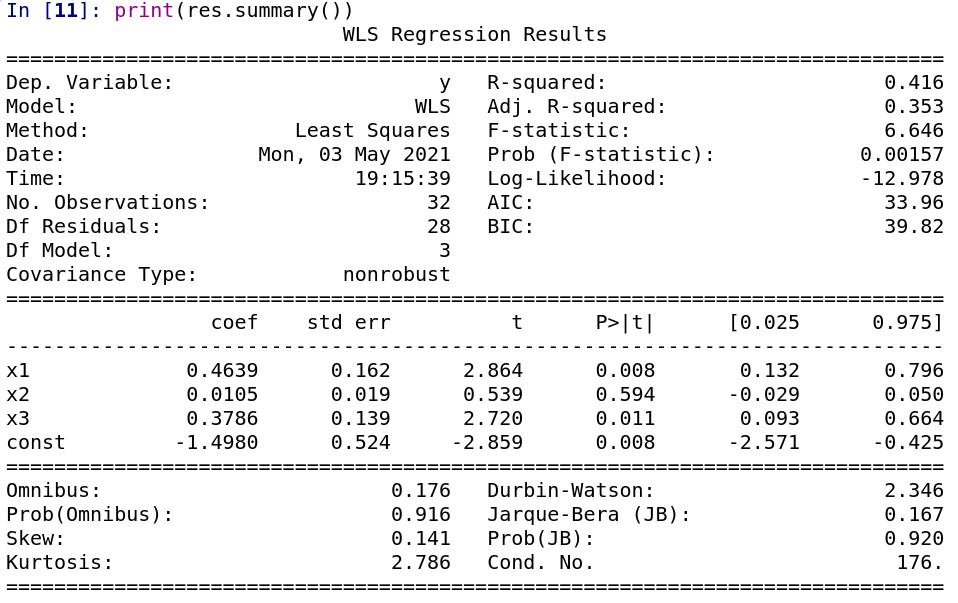 In [11]: print(res.summary())
                            WLS Regression Results
==============================================================================
Dep. Variable:                      y   R-squared:                       0.416
Model:                            WLS   Adj. R-squared:                  0.353
Method:                 Least Squares   F-statistic:                     6.646
Date:                Mon, 03 May 2021   Prob (F-statistic):            0.00157
Time:                        19:15:39   Log-Likelihood:                -12.978
No. Observations:                  32   AIC:                             33.96
Df Residuals:                      28   BIC:                             39.82
Df Model:                           3
Covariance Type:            nonrobust
==============================================================================
                 coef    std err          t      P>|t|      [0.025      0.975]
------------------------------------------------------------------------------
x1             0.4639      0.162      2.864      0.008       0.132       0.796
x2             0.0105      0.019      0.539      0.594      -0.029       0.050
x3             0.3786      0.139      2.720      0.011       0.093       0.664
const         -1.4980      0.524     -2.859      0.008      -2.571      -0.425
==============================================================================
Omnibus:                        0.176   Durbin-Watson:                   2.346
Prob(Omnibus):                  0.916   Jarque-Bera (JB):                0.167
Skew:                           0.141   Prob(JB):                        0.920
Kurtosis:                       2.786   Cond. No.                         176.
==============================================================================